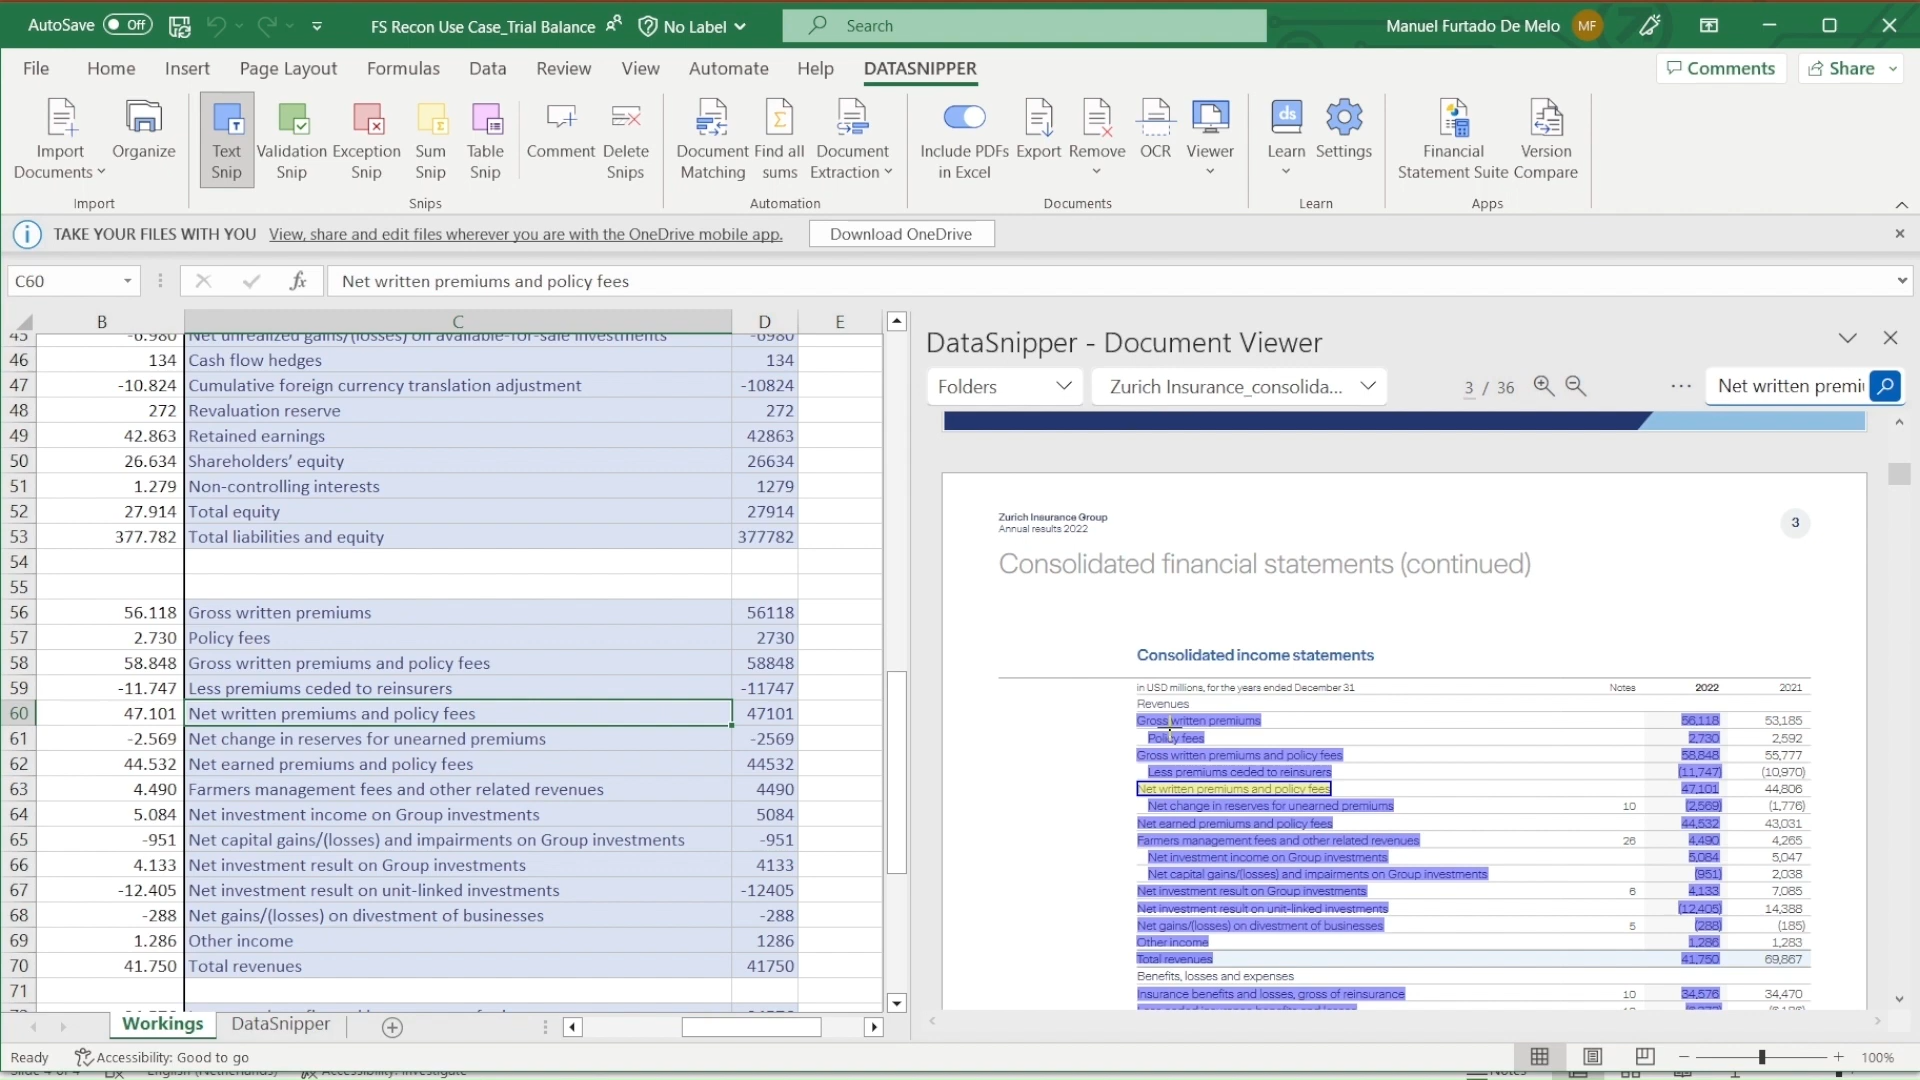 AutoSave Off FS Recon Use Case_Trial Balance No Label Search Manuel Furtado De Melo MF
File Home Insert Page Layout Formulas Data Review View Automate Help DATASNIPPER Comments Share
Import Documents Organize Text Snip Validation Snip Exception Snip Sum Snip Table Snip Comment Delete Snips Document Matching Find all sums Document Extraction Include PDFs in Excel Export Remove OCR Viewer Learn Settings Financial Statement Suite Version Compare
Import Snips Automation Documents Learn Apps
TAKE YOUR FILES WITH YOU View, share and edit files wherever you are with the OneDrive mobile app. Download OneDrive
C60 fx Net written premiums and policy fees
B C D E
45 -6.980 Net unrealized gains/(losses) on available-for-sale investments -6980
46 134 Cash flow hedges 134
47 -10.824 Cumulative foreign currency translation adjustment -10824
48 272 Revaluation reserve 272
49 42.863 Retained earnings 42863
50 26.634 Shareholders’ equity 26634
51 1.279 Non-controlling interests 1279
52 27.914 Total equity 27914
53 377.782 Total liabilities and equity 377782
54
55
56 56.118 Gross written premiums 56118
57 2.730 Policy fees 2730
58 58.848 Gross written premiums and policy fees 58848
59 -11.747 Less premiums ceded to reinsurers -11747
60 47.101 Net written premiums and policy fees 47101
61 -2.569 Net change in reserves for unearned premiums -2569
62 44.532 Net earned premiums and policy fees 44532
63 4.490 Farmers management fees and other related revenues 4490
64 5.084 Net investment income on Group investments 5084
65 -951 Net capital gains/(losses) and impairments on Group investments -951
66 4.133 Net investment result on Group investments 4133
67 -12.405 Net investment result on unit-linked investments -12405
68 -288 Net gains/(losses) on divestment of businesses -288
69 1.286 Other income 1286
70 41.750 Total revenues 41750
71
Workings DataSnipper
DataSnipper - Document Viewer
Folders Zurich Insurance_consolida... 3 / 36 Net written premi
Zurich Insurance Group
Annual results 2022
3
Consolidated financial statements (continued)
Consolidated income statements
in USD millions, for the years ended December 31 Notes 2022 2021
Revenues
Gross written premiums 56,118 53,185
Policy fees 2,730 2,592
Gross written premiums and policy fees 58,848 55,777
Less premiums ceded to reinsurers (11,747) (10,970)
Net written premiums and policy fees 47,101 44,806
Net change in reserves for unearned premiums 10 (2,569) (1,776)
Net earned premiums and policy fees 44,532 43,031
Farmers management fees and other related revenues 26 4,490 4,265
Net investment income on Group investments 5,084 5,047
Net capital gains/(losses) and impairments on Group investments (951) 2,038
Net investment result on Group investments 6 4,133 7,085
Net investment result on unit-linked investments (12,405) 14,388
Net gains/(losses) on divestment of businesses 5 (288) (185)
Other income 1,286 1,283
Total revenues 41,750 69,867
Benefits, losses and expenses
Insurance benefits and losses, gross of reinsurance 10 34,576 34,470
Ready Accessibility: Good to go 100%